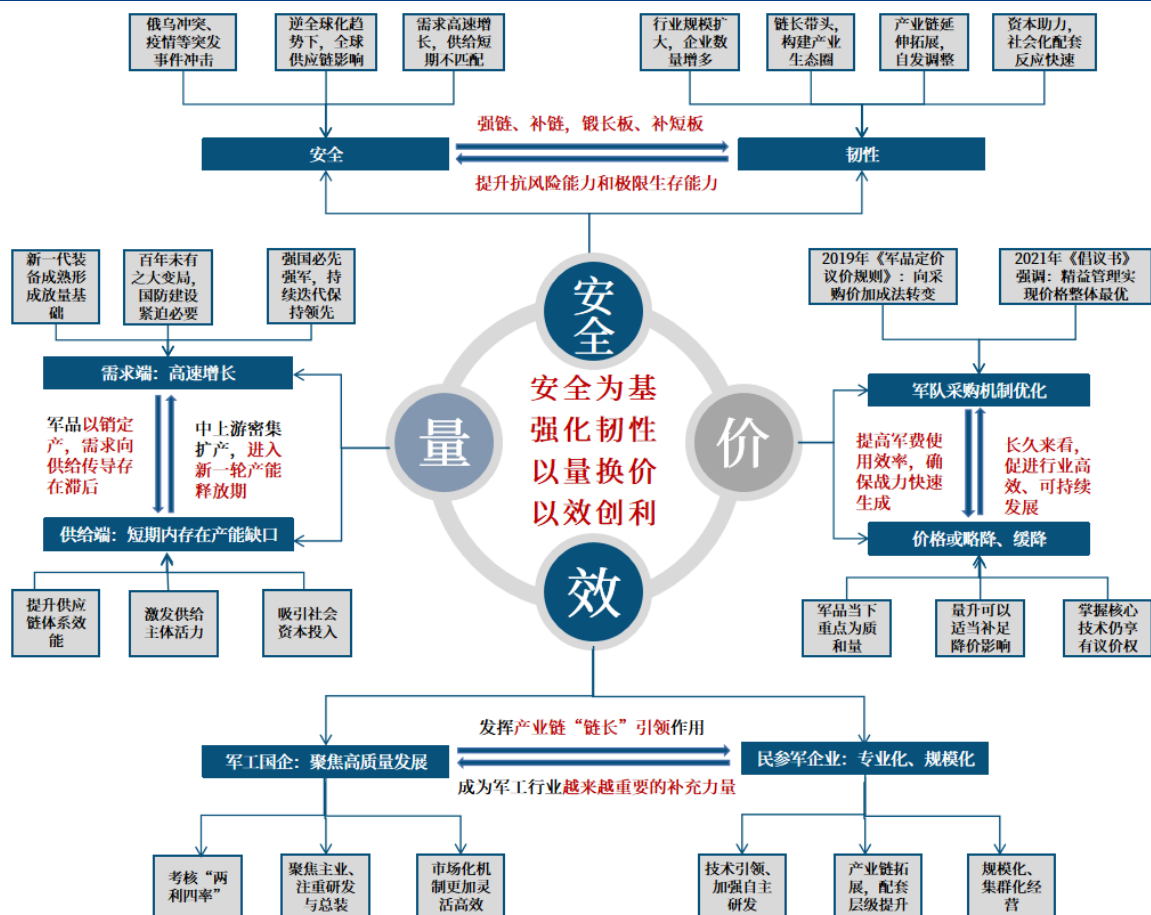 俄乌冲突、
疫情等突发
事件冲击
逆全球化趋
势下，全球
供应链影响
需求高速增
长，供给短
期不匹配
行业规模扩
大，企业数
量增多
链长带头，
构建产业
生态圈
产业链延
伸拓展，
自发调整
资本助力，
社会化配套
反应快速
强链、补链，锻长板、补短板
安全
韧性
提升抗风险能力和极限生存能力
新一代装
备成熟形
成放量基
础
百年未有
之大变局，
国防建设
紧迫必要
强国必先
强军，持
续迭代保
持领先
2019年《军品定价
议价规则》：向采
购价加成法转变
2021年《倡议书》
强调：精益管理实
现价格整体最优
安全
需求端：高速增长
军品以销定
产，需求向
供给传导存
在滞后
中上游密集
扩产，进入
新一轮产能
释放期
供给端：短期内存在产能缺口
量
安全为基
强化韧性
以量换价
以效创利
价
军队采购机制优化
提高军费使
用效率，确
保战力快速
生成
长久来看，
促进行业高
效、可持续
发展
价格或略降、缓降
提升供应
链体系效
能
激发供给
主体活力
吸引社会
资本投入
效
军品当下
重点为质
和量
量升可以
适当补足
降价影响
掌握核心
技术仍享
有议价权
发挥产业链“链长”引领作用
军工国企：聚焦高质量发展
民参军企业：专业化、规模化
成为军工行业越来越重要的补充力量
考核“两
利四率”
聚焦主业、
注重研发
与总装
市场化机
制更加灵
活高效
技术引领、
加强自主
研发
产业链拓
展，配套
层级提升
规模化、
集群化经
营